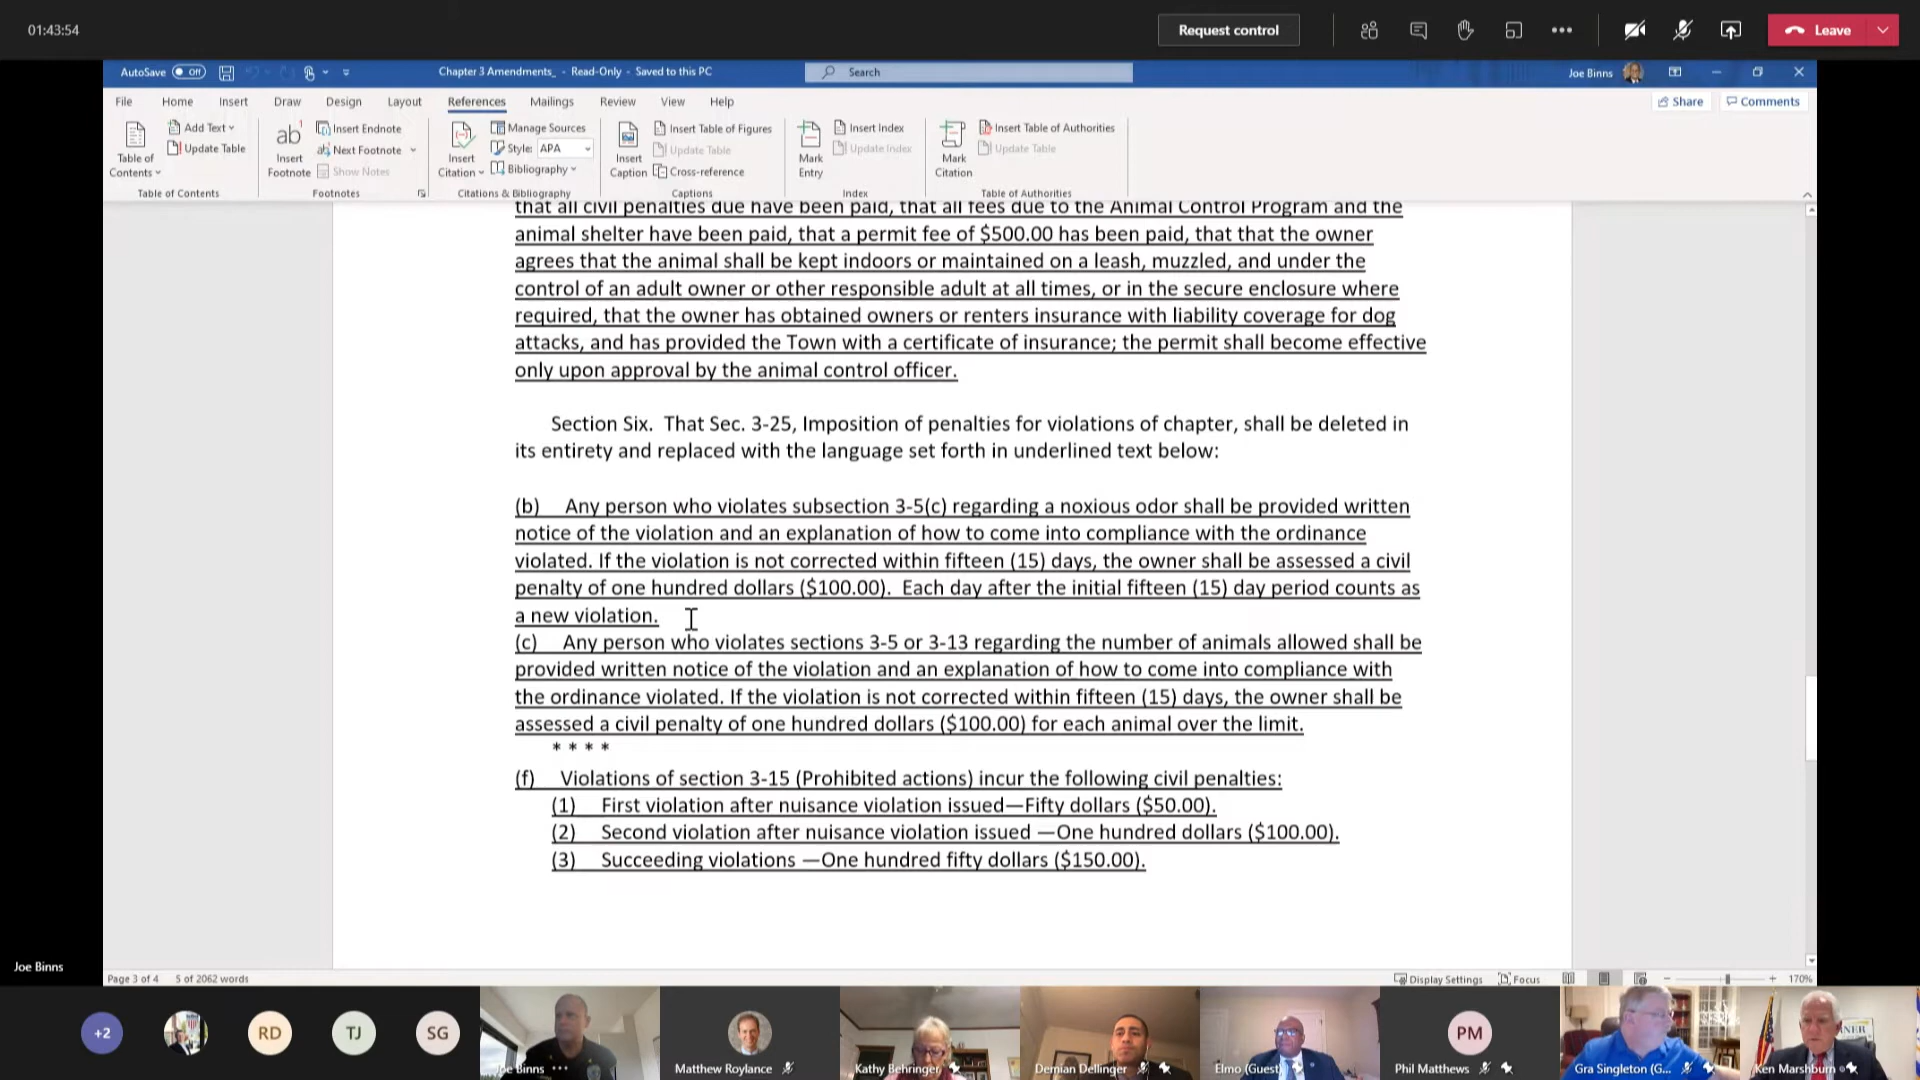 01:43:54
Request control
Leave
AutoSave Off
Chapter 3 Amendments_ - Read-Only - Saved to this PC
Search
Joe Binns
File Home Insert Draw Design Layout References Mailings Review View Help
Share Comments
Table of Contents
Add Text
Update Table
Table of Contents
ab
Insert Footnote
Insert Endnote
Next Footnote
Show Notes
Footnotes
Insert Citation
Manage Sources
Style: APA
Bibliography
Citations & Bibliography
Insert Caption
Insert Table of Figures
Update Table
Cross-reference
Captions
Mark Entry
Insert Index
Update Index
Index
Mark Citation
Insert Table of Authorities
Update Table
Table of Authorities
that all civil penalties due have been paid, that all fees due to the Animal Control Program and the
animal shelter have been paid, that a permit fee of $500.00 has been paid, that that the owner
agrees that the animal shall be kept indoors or maintained on a leash, muzzled, and under the
control of an adult owner or other responsible adult at all times, or in the secure enclosure where
required, that the owner has obtained owners or renters insurance with liability coverage for dog
attacks, and has provided the Town with a certificate of insurance; the permit shall become effective
only upon approval by the animal control officer.
Section Six. That Sec. 3-25, Imposition of penalties for violations of chapter, shall be deleted in
its entirety and replaced with the language set forth in underlined text below:
(b) Any person who violates subsection 3-5(c) regarding a noxious odor shall be provided written
notice of the violation and an explanation of how to come into compliance with the ordinance
violated. If the violation is not corrected within fifteen (15) days, the owner shall be assessed a civil
penalty of one hundred dollars ($100.00). Each day after the initial fifteen (15) day period counts as
a new violation.
(c) Any person who violates sections 3-5 or 3-13 regarding the number of animals allowed shall be
provided written notice of the violation and an explanation of how to come into compliance with
the ordinance violated. If the violation is not corrected within fifteen (15) days, the owner shall be
assessed a civil penalty of one hundred dollars ($100.00) for each animal over the limit.
* * * *
(f) Violations of section 3-15 (Prohibited actions) incur the following civil penalties:
(1) First violation after nuisance violation issued—Fifty dollars ($50.00).
(2) Second violation after nuisance violation issued —One hundred dollars ($100.00).
(3) Succeeding violations —One hundred fifty dollars ($150.00).
Joe Binns
Page 3 of 4 5 of 2062 words
Display Settings Focus 170%
+2 RD TJ SG
Joe Binns
Matthew Roylance
Kathy Behringer
Demian Dellinger
Elmo (Guest)
PM
Phil Matthews
Gra Singleton (G...
Ken Marshburn